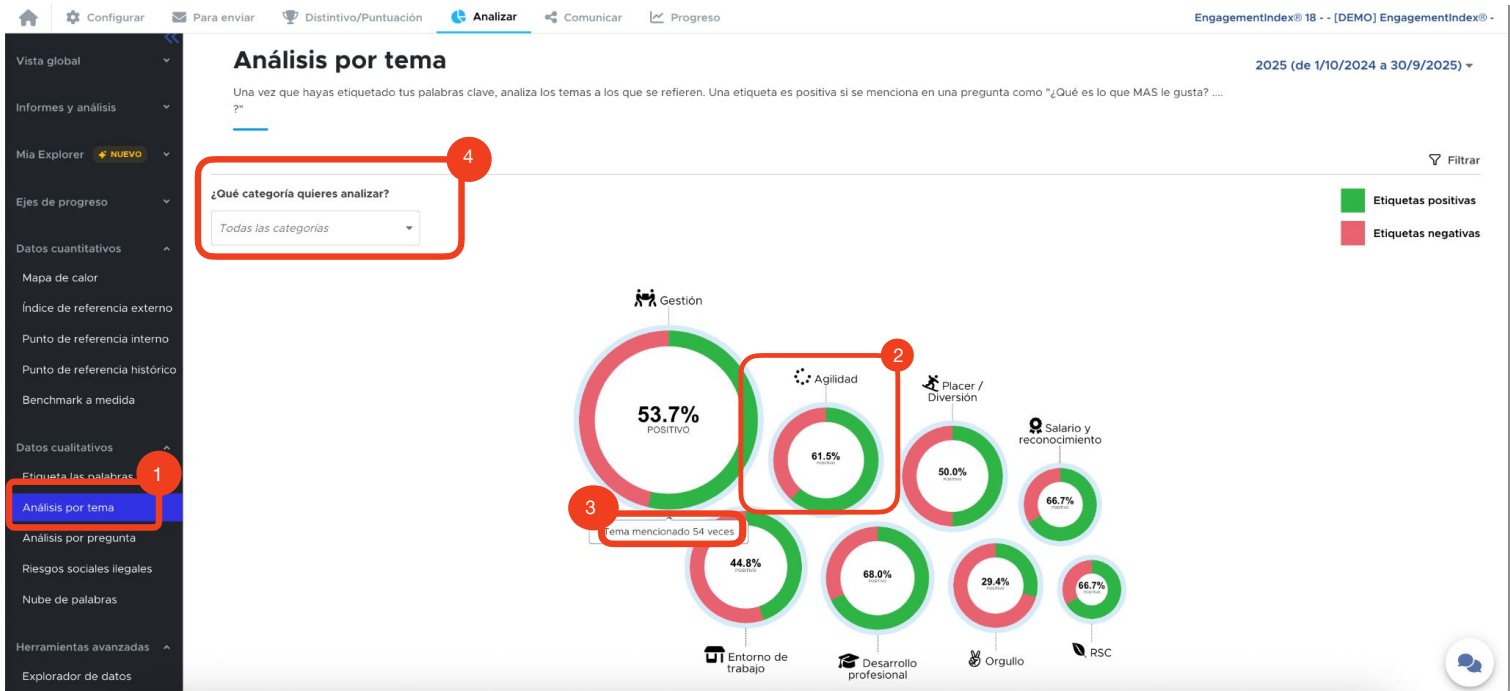 Configurar
Para enviar
Distintivo/Puntuación
Analizar
Comunicar
Progreso
EngagementIndex® 18 - - [DEMO] EngagementIndex® -
Vista global
Informes y análisis
Mia Explorer NUEVO
Ejes de progreso
Datos cuantitativos
Mapa de calor
Índice de referencia externo
Punto de referencia interno
Punto de referencia histórico
Benchmark a medida
Datos cualitativos
Etiqueta las palabras
1
Análisis por tema
Análisis por pregunta
Riesgos sociales ilegales
Nube de palabras
Herramientas avanzadas
Explorador de datos
Análisis por tema
2025 (de 1/10/2024 a 30/9/2025)
Una vez que hayas etiquetado tus palabras clave, analiza los temas a los que se refieren. Una etiqueta es positiva si se menciona en una pregunta como "¿Qué es lo que MAS le gusta? ....
?"
4
Filtrar
¿Qué categoría quieres analizar?
Todas las categorías
Etiquetas positivas
Etiquetas negativas
Gestión
53.7%
POSITIVO
2
Agilidad
61.5%
POSITIVO
Placer /
Diversión
50.0%
POSITIVO
Salario y
reconocimiento
66.7%
POSITIVO
3
Tema mencionado 54 veces
44.8%
POSITIVO
Entorno de
trabajo
68.0%
POSITIVO
Desarrollo
profesional
29.4%
POSITIVO
Orgullo
66.7%
POSITIVO
RSC